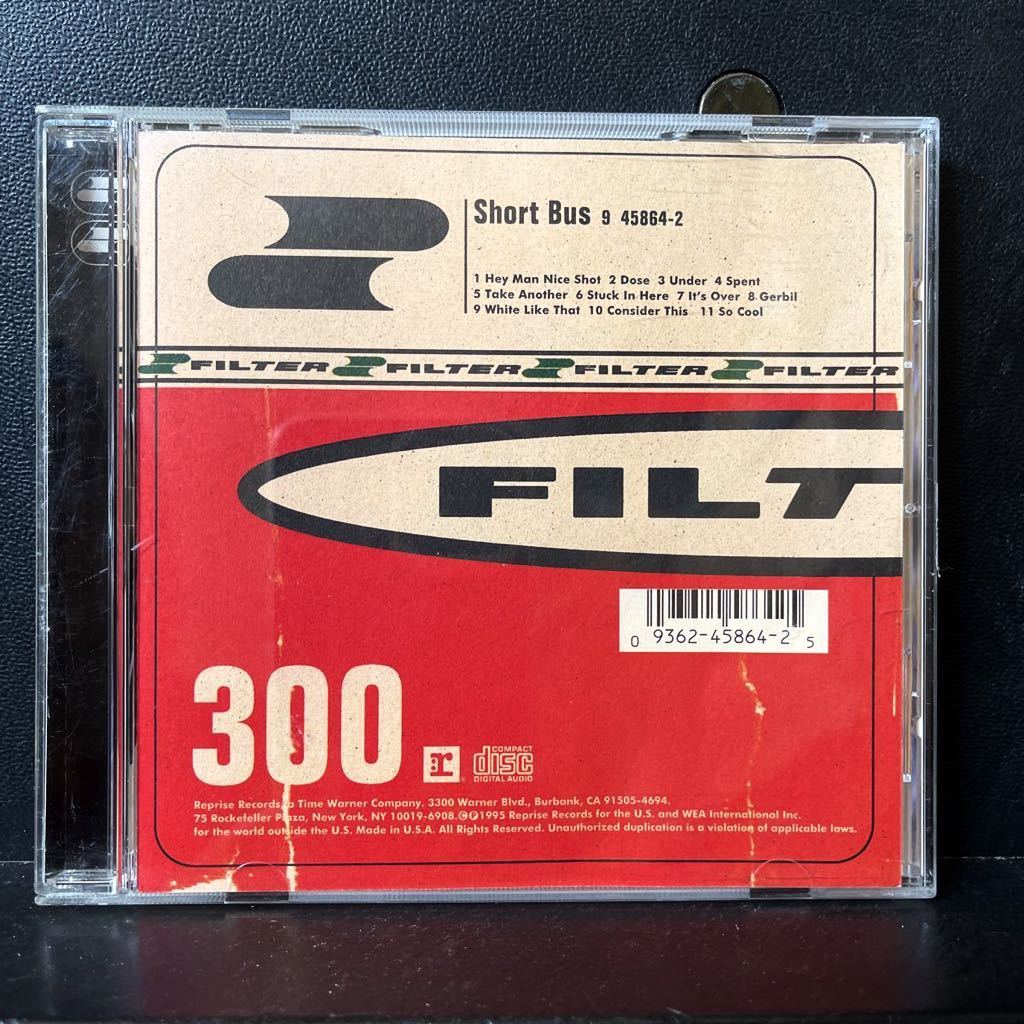 Short Bus 9 45864-2
1 Hey Man Nice Shot 2 Dose 3 Under 4 Spent
5 Take Another 6 Stuck In Here 7 It's Over 8 Gerbil
9 White Like That 10 Consider This 11 So Cool
FILTER FILTER FILTER FILTER
FILT
0 9362-45864-2 5
300
r
COMPACT
disc
DIGITAL AUDIO
Reprise Records, a Time Warner Company. 3300 Warner Blvd., Burbank, CA 91505-4694.
75 Rockefeller Plaza, New York, NY 10019-6908. ©℗1995 Reprise Records for the U.S. and WEA International Inc.
for the world outside the U.S. Made in U.S.A. All Rights Reserved. Unauthorized duplication is a violation of applicable laws.